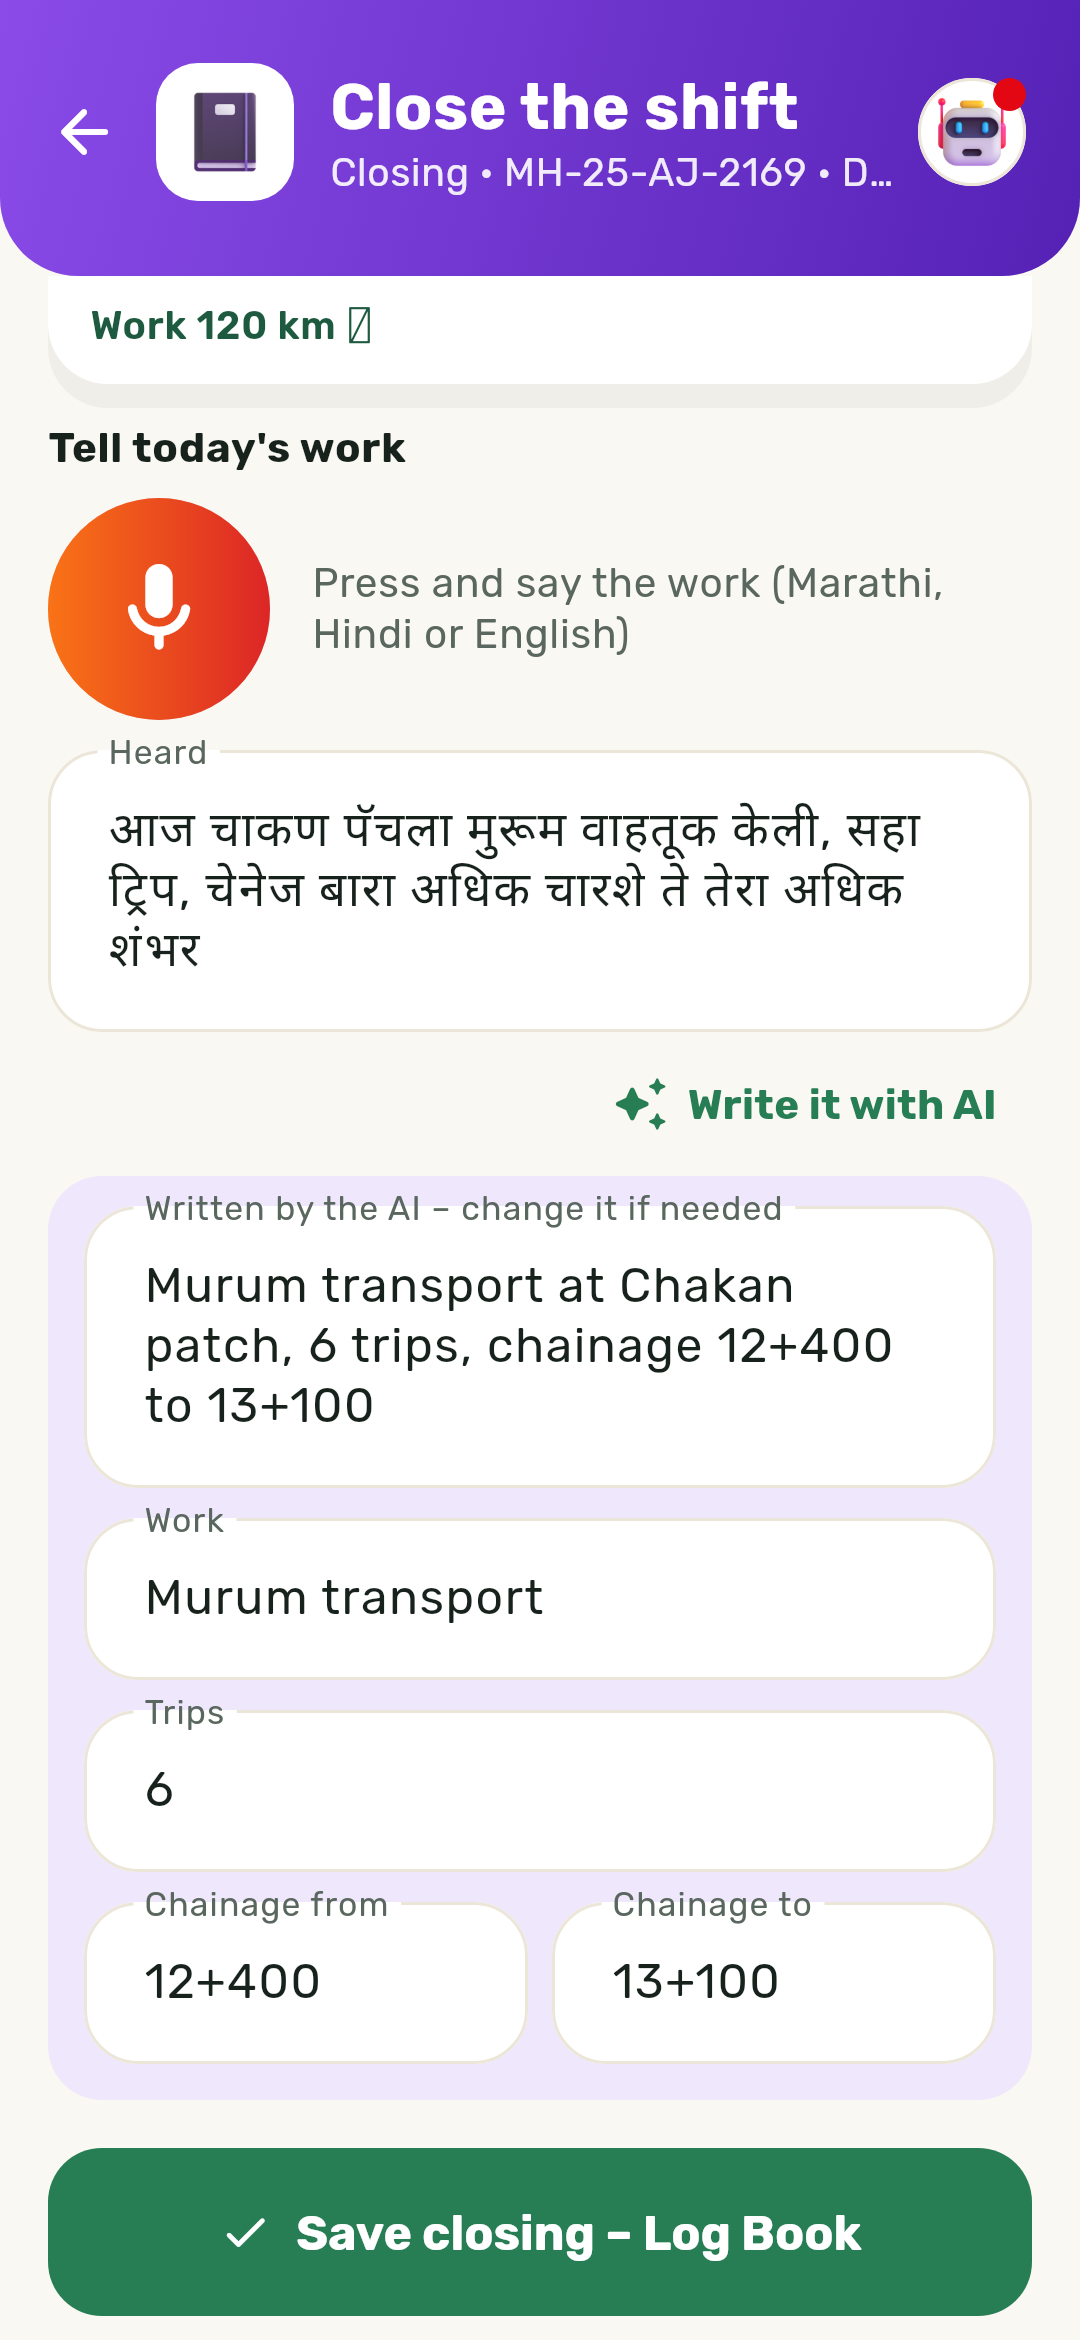 Close the shift
Closing • MH-25-AJ-2169 • D...
Work 120 km
Tell today's work
Press and say the work (Marathi,
Hindi or English)
Heard
आज चाकण पॅचला मुरूम वाहतूक केली, सहा
ट्रिप, चेनेज बारा अधिक चारशे ते तेरा अधिक
शंभर
Write it with AI
Written by the AI – change it if needed
Murum transport at Chakan
patch, 6 trips, chainage 12+400
to 13+100
Work
Murum transport
Trips
6
Chainage from
12+400
Chainage to
13+100
Save closing – Log Book